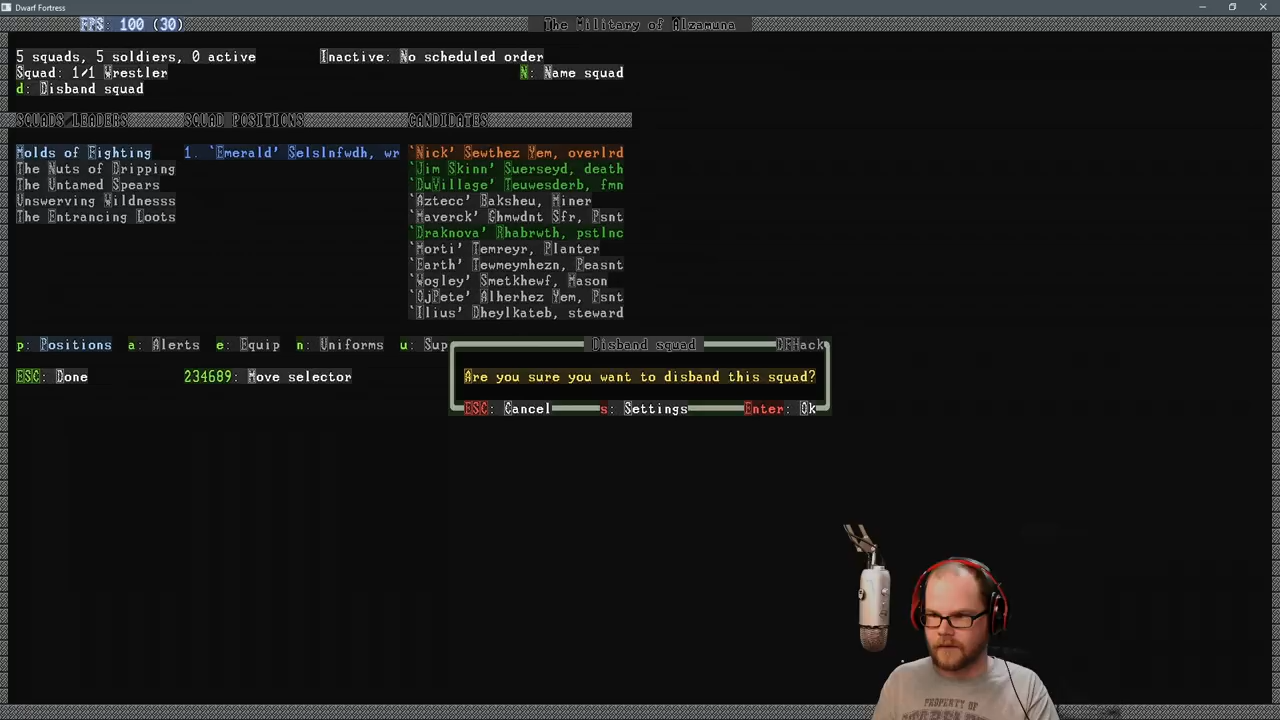 Dwarf Fortress
FPS: 100 (30)
The Military of Alzamuna
5 squads, 5 soldiers, 0 active
Inactive: No scheduled order
Squad: 1/1 Wrestler
N: Name squad
d: Disband squad
SQUADS/LEADERS
SQUAD POSITIONS
CANDIDATES
Molds of Fighting
1. `Emerald' Selslnfwdh, wr
`Nick' Sewthez Yem, overlrd
The Nuts of Dripping
`Jim Skinn' Suerseyd, death
The Untamed Spears
`DuVillage' Teuwesderb, fmn
Unswerving Wildnesss
`Aztecc' Baksheu, Miner
The Entrancing Loots
`Maverck' Ghmwdnt Sfr, Psnt
`Draknova' Rhabrwth, pstlnc
`Morti' Temreyr, Planter
`Earth' Tewmeymhezn, Peasnt
`Wogley' Smetkhewf, Mason
`OjPete' Alherhez Yem, Psnt
`Ilius' Dheylkateb, steward
p: Positions
a: Alerts
e: Equip
n: Uniforms
u: Sup
Disband squad
DFHack
ESC: Done
234689: Move selector
Are you sure you want to disband this squad?
ESC: Cancel
s: Settings
Enter: Ok
PROPERTY OF